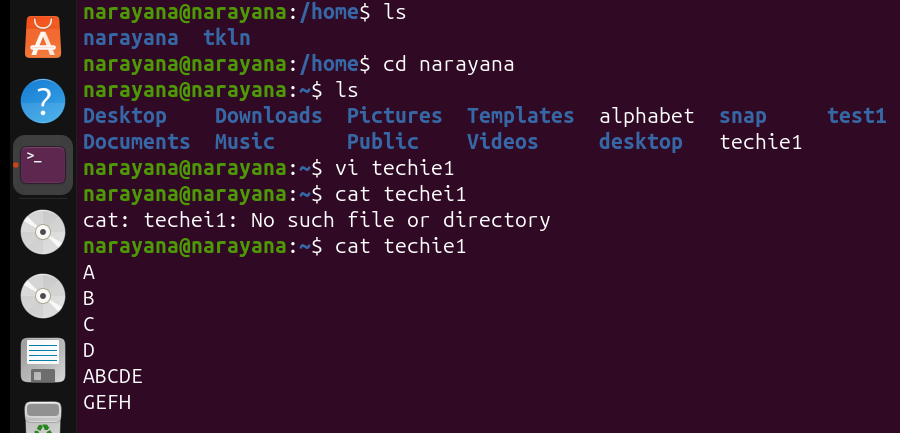 narayana@narayana:/home$ ls
narayana  tkln
narayana@narayana:/home$ cd narayana
narayana@narayana:~$ ls
Desktop    Downloads  Pictures  Templates  alphabet  snap     test1
Documents  Music      Public    Videos     desktop   techie1
narayana@narayana:~$ vi techie1
narayana@narayana:~$ cat techei1
cat: techei1: No such file or directory
narayana@narayana:~$ cat techie1
A
B
C
D
ABCDE
GEFH